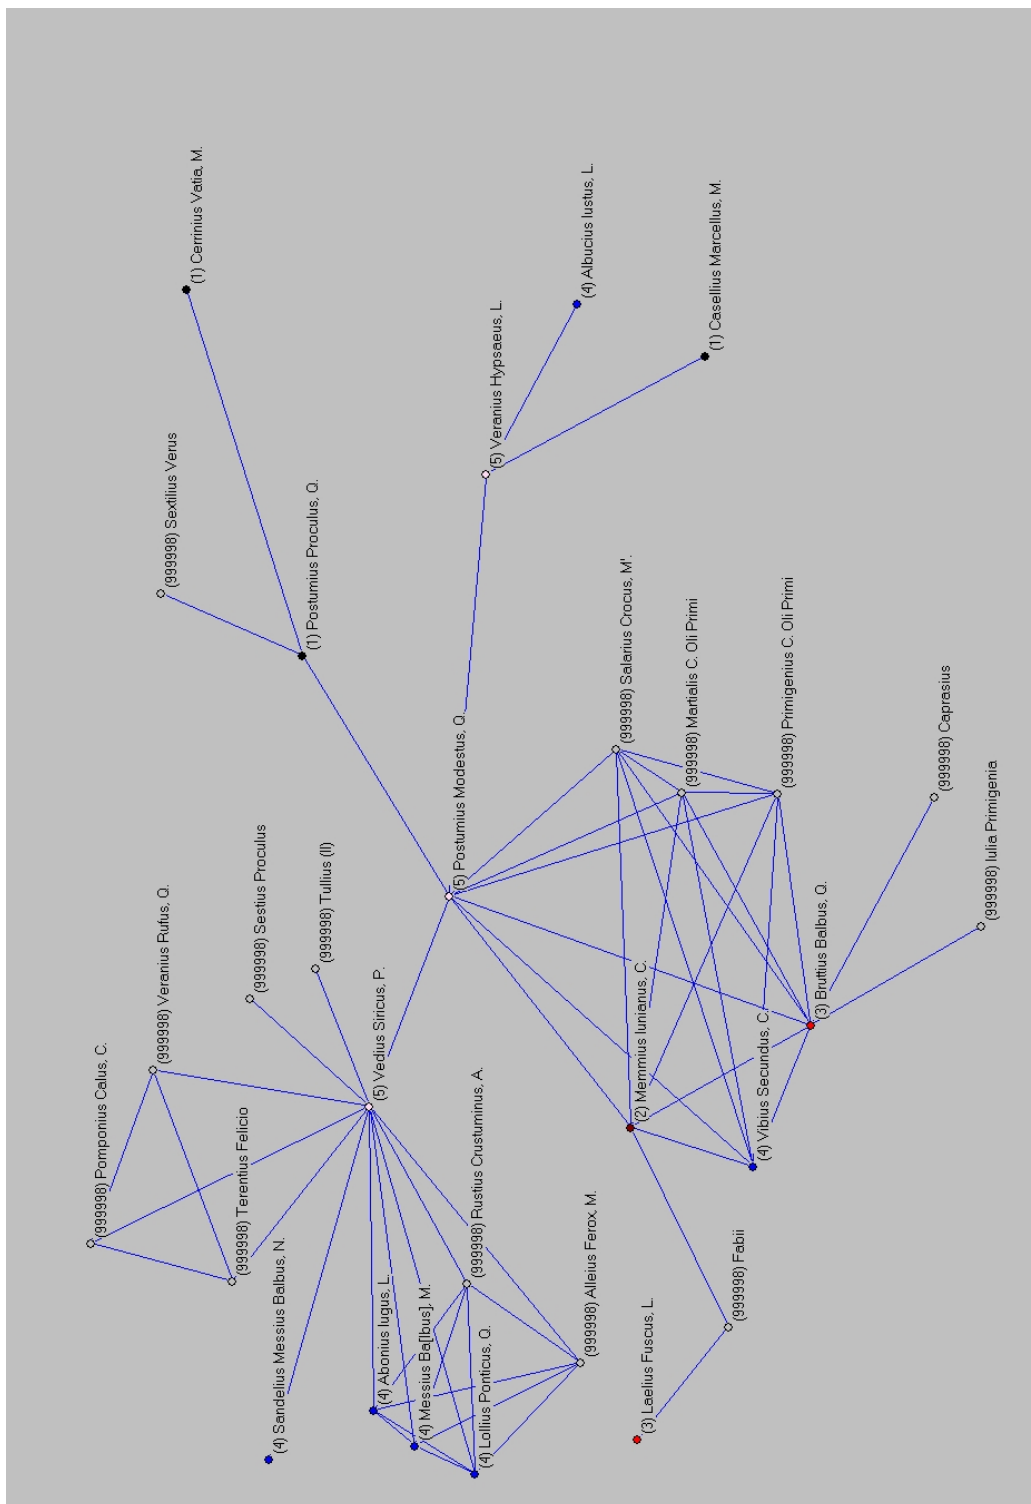 (1) Cerrinius Vatia, M.
(999998) Sextilius Verus
(1) Postumius Proculus, Q.
(4) Albucius Iustus, L.
(1) Casellius Marcellus, M.
(5) Veranius Hypsaeus, L.
(5) Postumius Modestus, Q.
(999998) Salarius Crocus, M'.
(999998) Martialis C. Oli Primi
(999998) Primigenius C. Oli Primi
(999998) Caprasius
(999998) Iulia Primigenia
(3) Bruttius Balbus, Q.
(2) Memmius Iunianus, C.
(4) Vibius Secundus, C.
(999998) Fabii
(3) Laelius Fuscus, L.
(999998) Pomponius Calus, C.
(999998) Veranius Rufus, Q.
(999998) Terentius Felicio
(999998) Sestius Proculus
(999998) Tullius (II)
(5) Vedius Siricus, P.
(4) Sandelius Messius Balbus, N.
(4) Abonius Iugus, L.
(4) Messius Ba[lbus], M.
(4) Lollius Ponticus, Q.
(999998) Rustius Crustuminus, A.
(999998) Alleius Ferox, M.